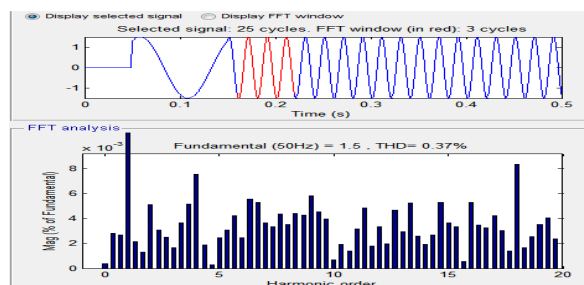 Display selected signal Display FFT window
Selected signal: 25 cycles. FFT window (in red): 3 cycles
1
0
-1
0 0.1 0.2 0.3 0.4 0.5
Time (s)
FFT analysis
× 10⁻³
Fundamental (50Hz) = 1.5 , THD= 0.37%
Mag (% of Fundamental)
8
6
4
2
0
0 5 10 15 20
Harmonic order